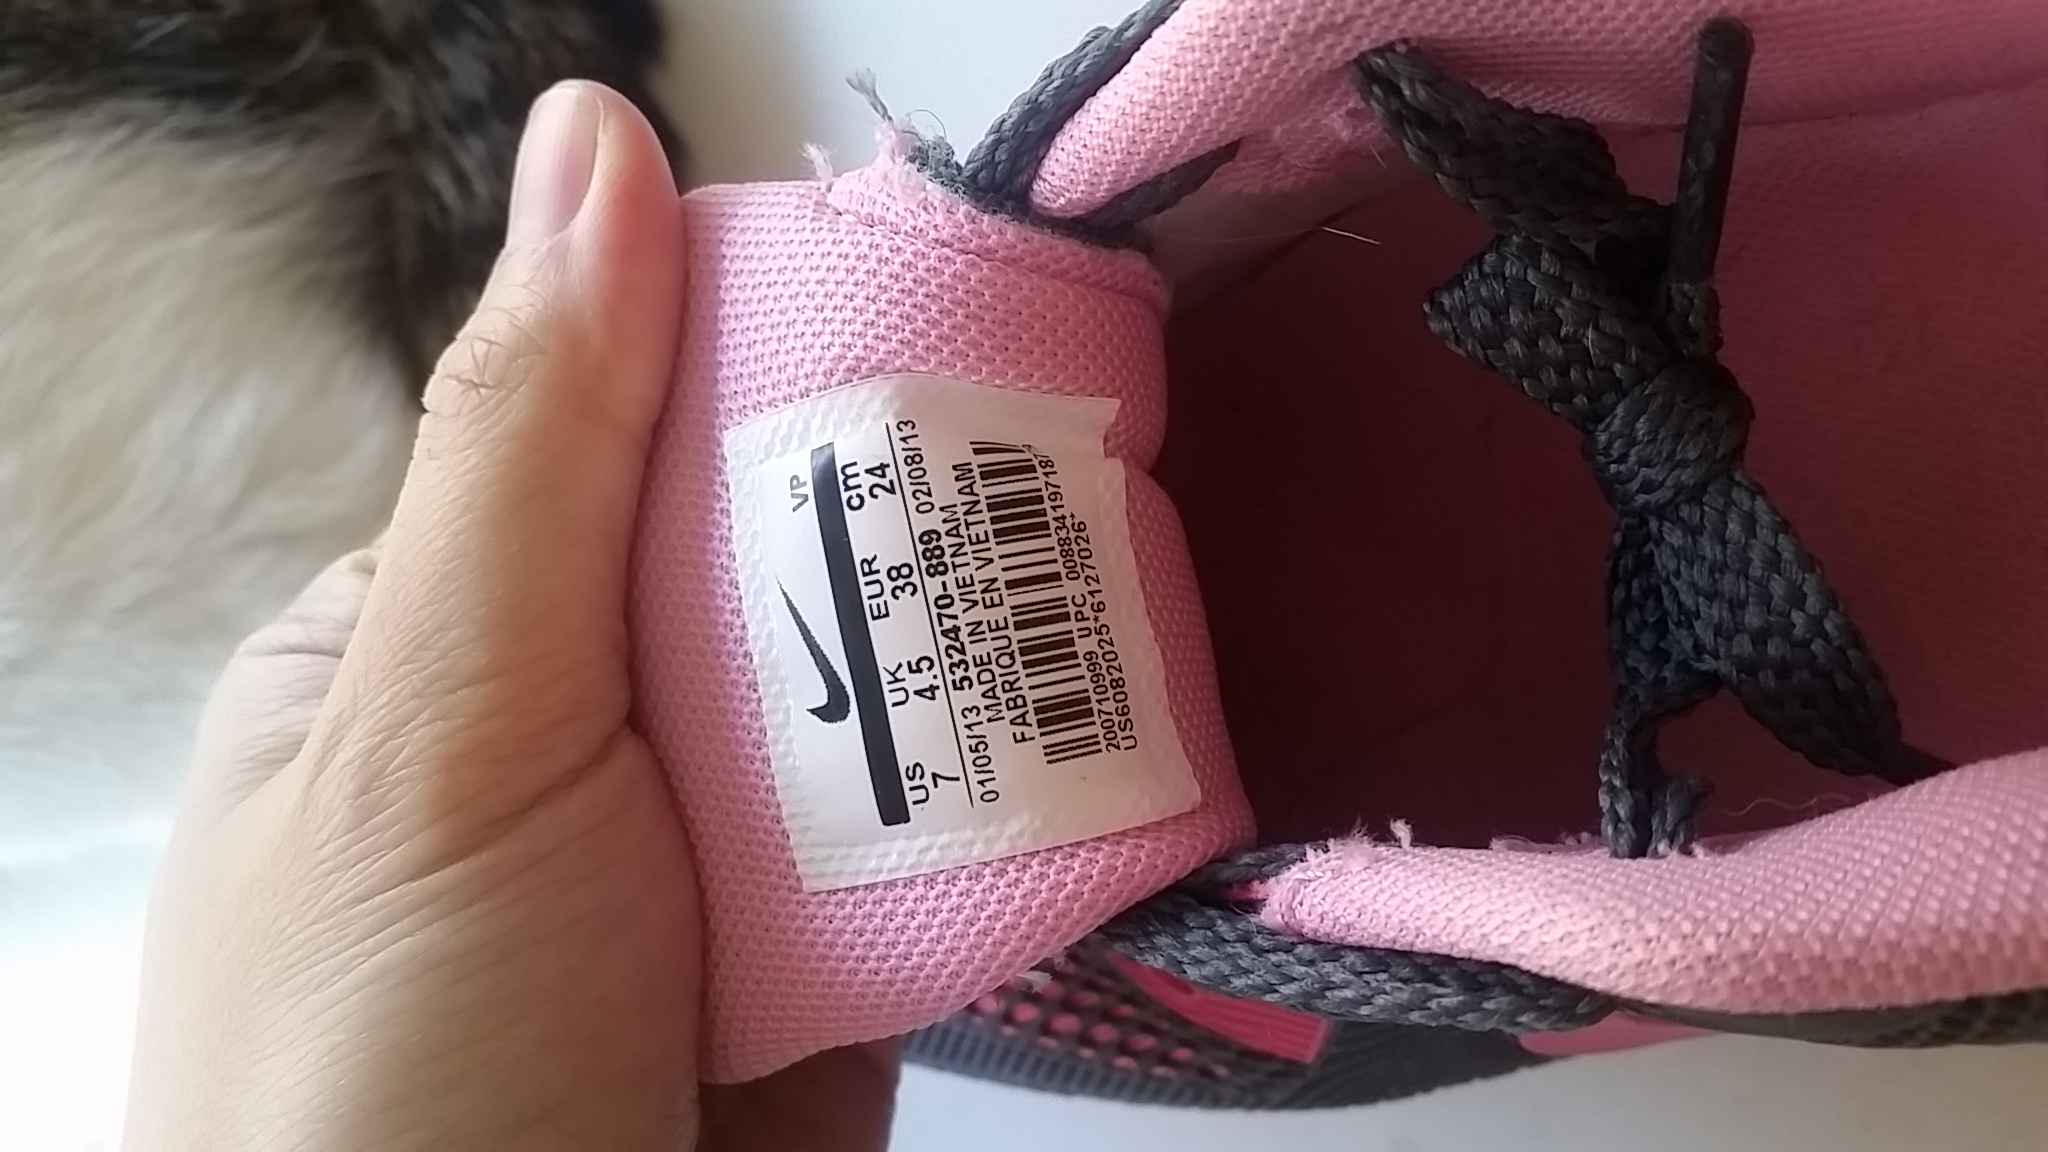 VP
US UK EUR cm
7 4.5 38 24
01/05/13 532470-889 02/08/13
MADE IN VIETNAM
FABRIQUE EN VIETNAM
200710999 UPC 00883419718
US6082025*6127026*